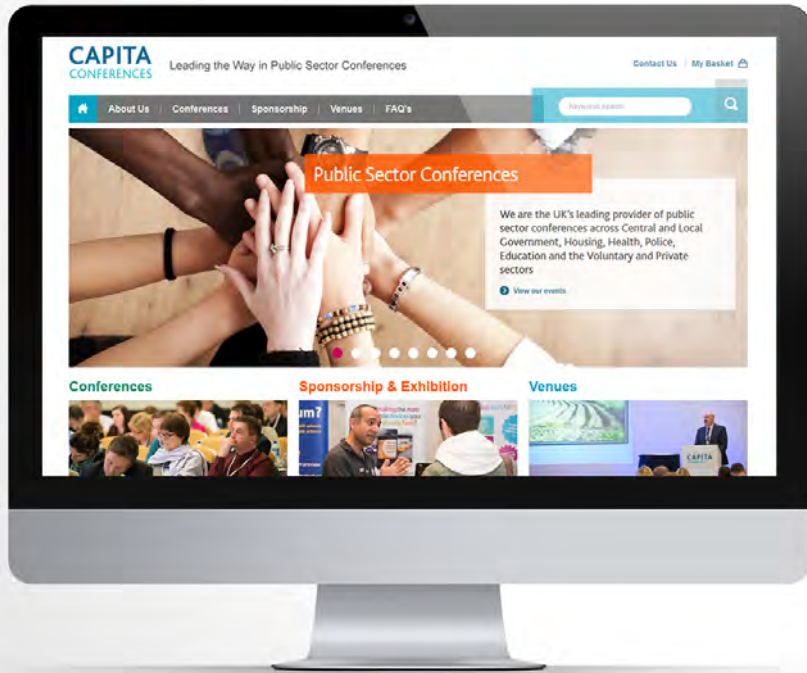 CAPITA
CONFERENCES
Leading the Way in Public Sector Conferences
Contact Us
My Basket
About Us
Conferences
Sponsorship
Venues
FAQ's
Public Sector Conferences
We are the UK's leading provider of public
sector conferences across Central and Local
Government, Housing, Health, Police,
Education and the Voluntary and Private
sectors
View our events
Conferences
Sponsorship & Exhibition
Venues
um?
CAPITA